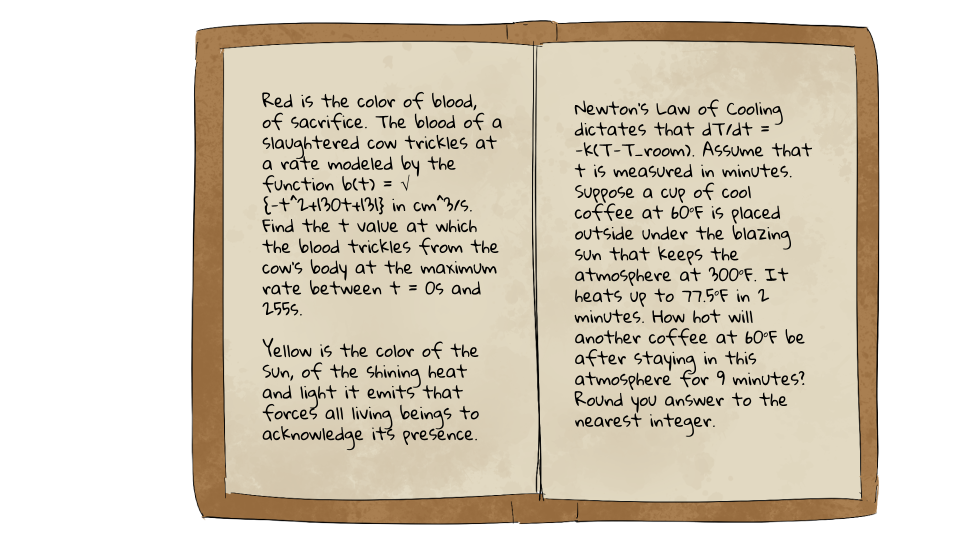 Red is the color of blood,
of sacrifice. The blood of a
slaughtered cow trickles at
a rate modeled by the
function b(t) = √
{-t^2+130t+131} in cm^3/s.
Find the t value at which
the blood trickles from the
cow's body at the maximum
rate between t = 0s and
255s.
Yellow is the color of the
sun, of the shining heat
and light it emits that
forces all living beings to
acknowledge its presence.
Newton's Law of Cooling
dictates that dT/dt =
-k(T-T_room). Assume that
t is measured in minutes.
Suppose a cup of cool
coffee at 60°F is placed
outside under the blazing
sun that keeps the
atmosphere at 300°F. It
heats up to 77.5°F in 2
minutes. How hot will
another coffee at 60°F be
after staying in this
atmosphere for 9 minutes?
Round you answer to the
nearest integer.